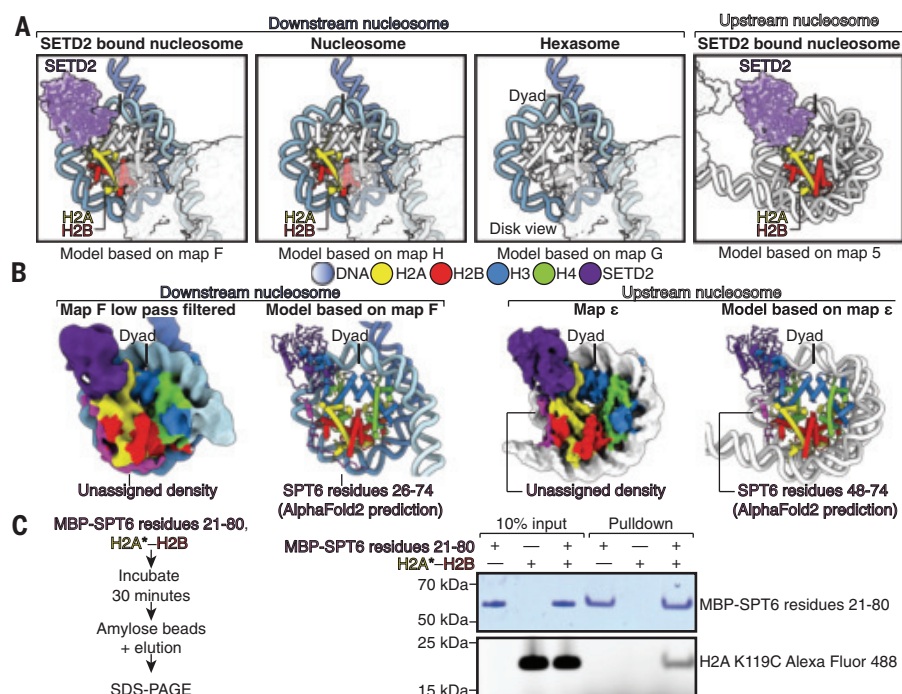 A
Downstream nucleosome
Upstream nucleosome
SETD2 bound nucleosome
Nucleosome
Hexasome
SETD2 bound nucleosome
SETD2
Dyad
SETD2
H2A
H2B
H2A
H2B
Disk view
H2A
H2B
Model based on map F
Model based on map H
Model based on map G
Model based on map 5
DNA H2A H2B H3 H4 SETD2
B
Downstream nucleosome
Upstream nucleosome
Map F low pass filtered
Model based on map F
Map ε
Model based on map ε
Dyad
Dyad
Dyad
Dyad
Unassigned density
SPT6 residues 26-74
(AlphaFold2 prediction)
Unassigned density
SPT6 residues 48-74
(AlphaFold2 prediction)
C
MBP-SPT6 residues 21-80,
H2A*–H2B
Incubate
30 minutes
Amylose beads
+ elution
SDS-PAGE
10% input
Pulldown
MBP-SPT6 residues 21-80 + — + + — +
H2A*–H2B — + + — + +
70 kDa
50 kDa
MBP-SPT6 residues 21-80
25 kDa
15 kDa
H2A K119C Alexa Fluor 488